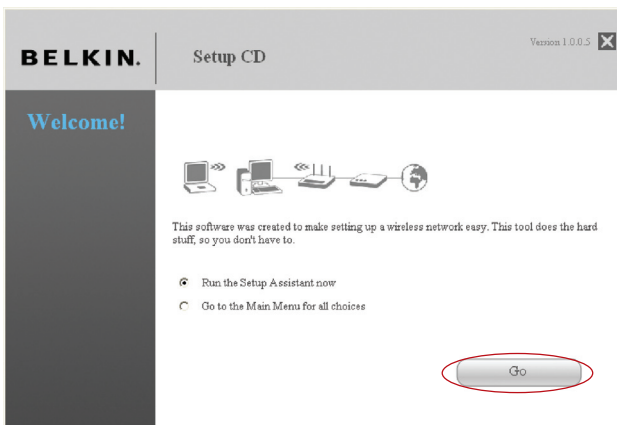 BELKIN.
Setup CD
Version 1.0.0.5
Welcome!
This software was created to make setting up a wireless network easy. This tool does the hard
stuff, so you don't have to.
Run the Setup Assistant now
Go to the Main Menu for all choices
Go